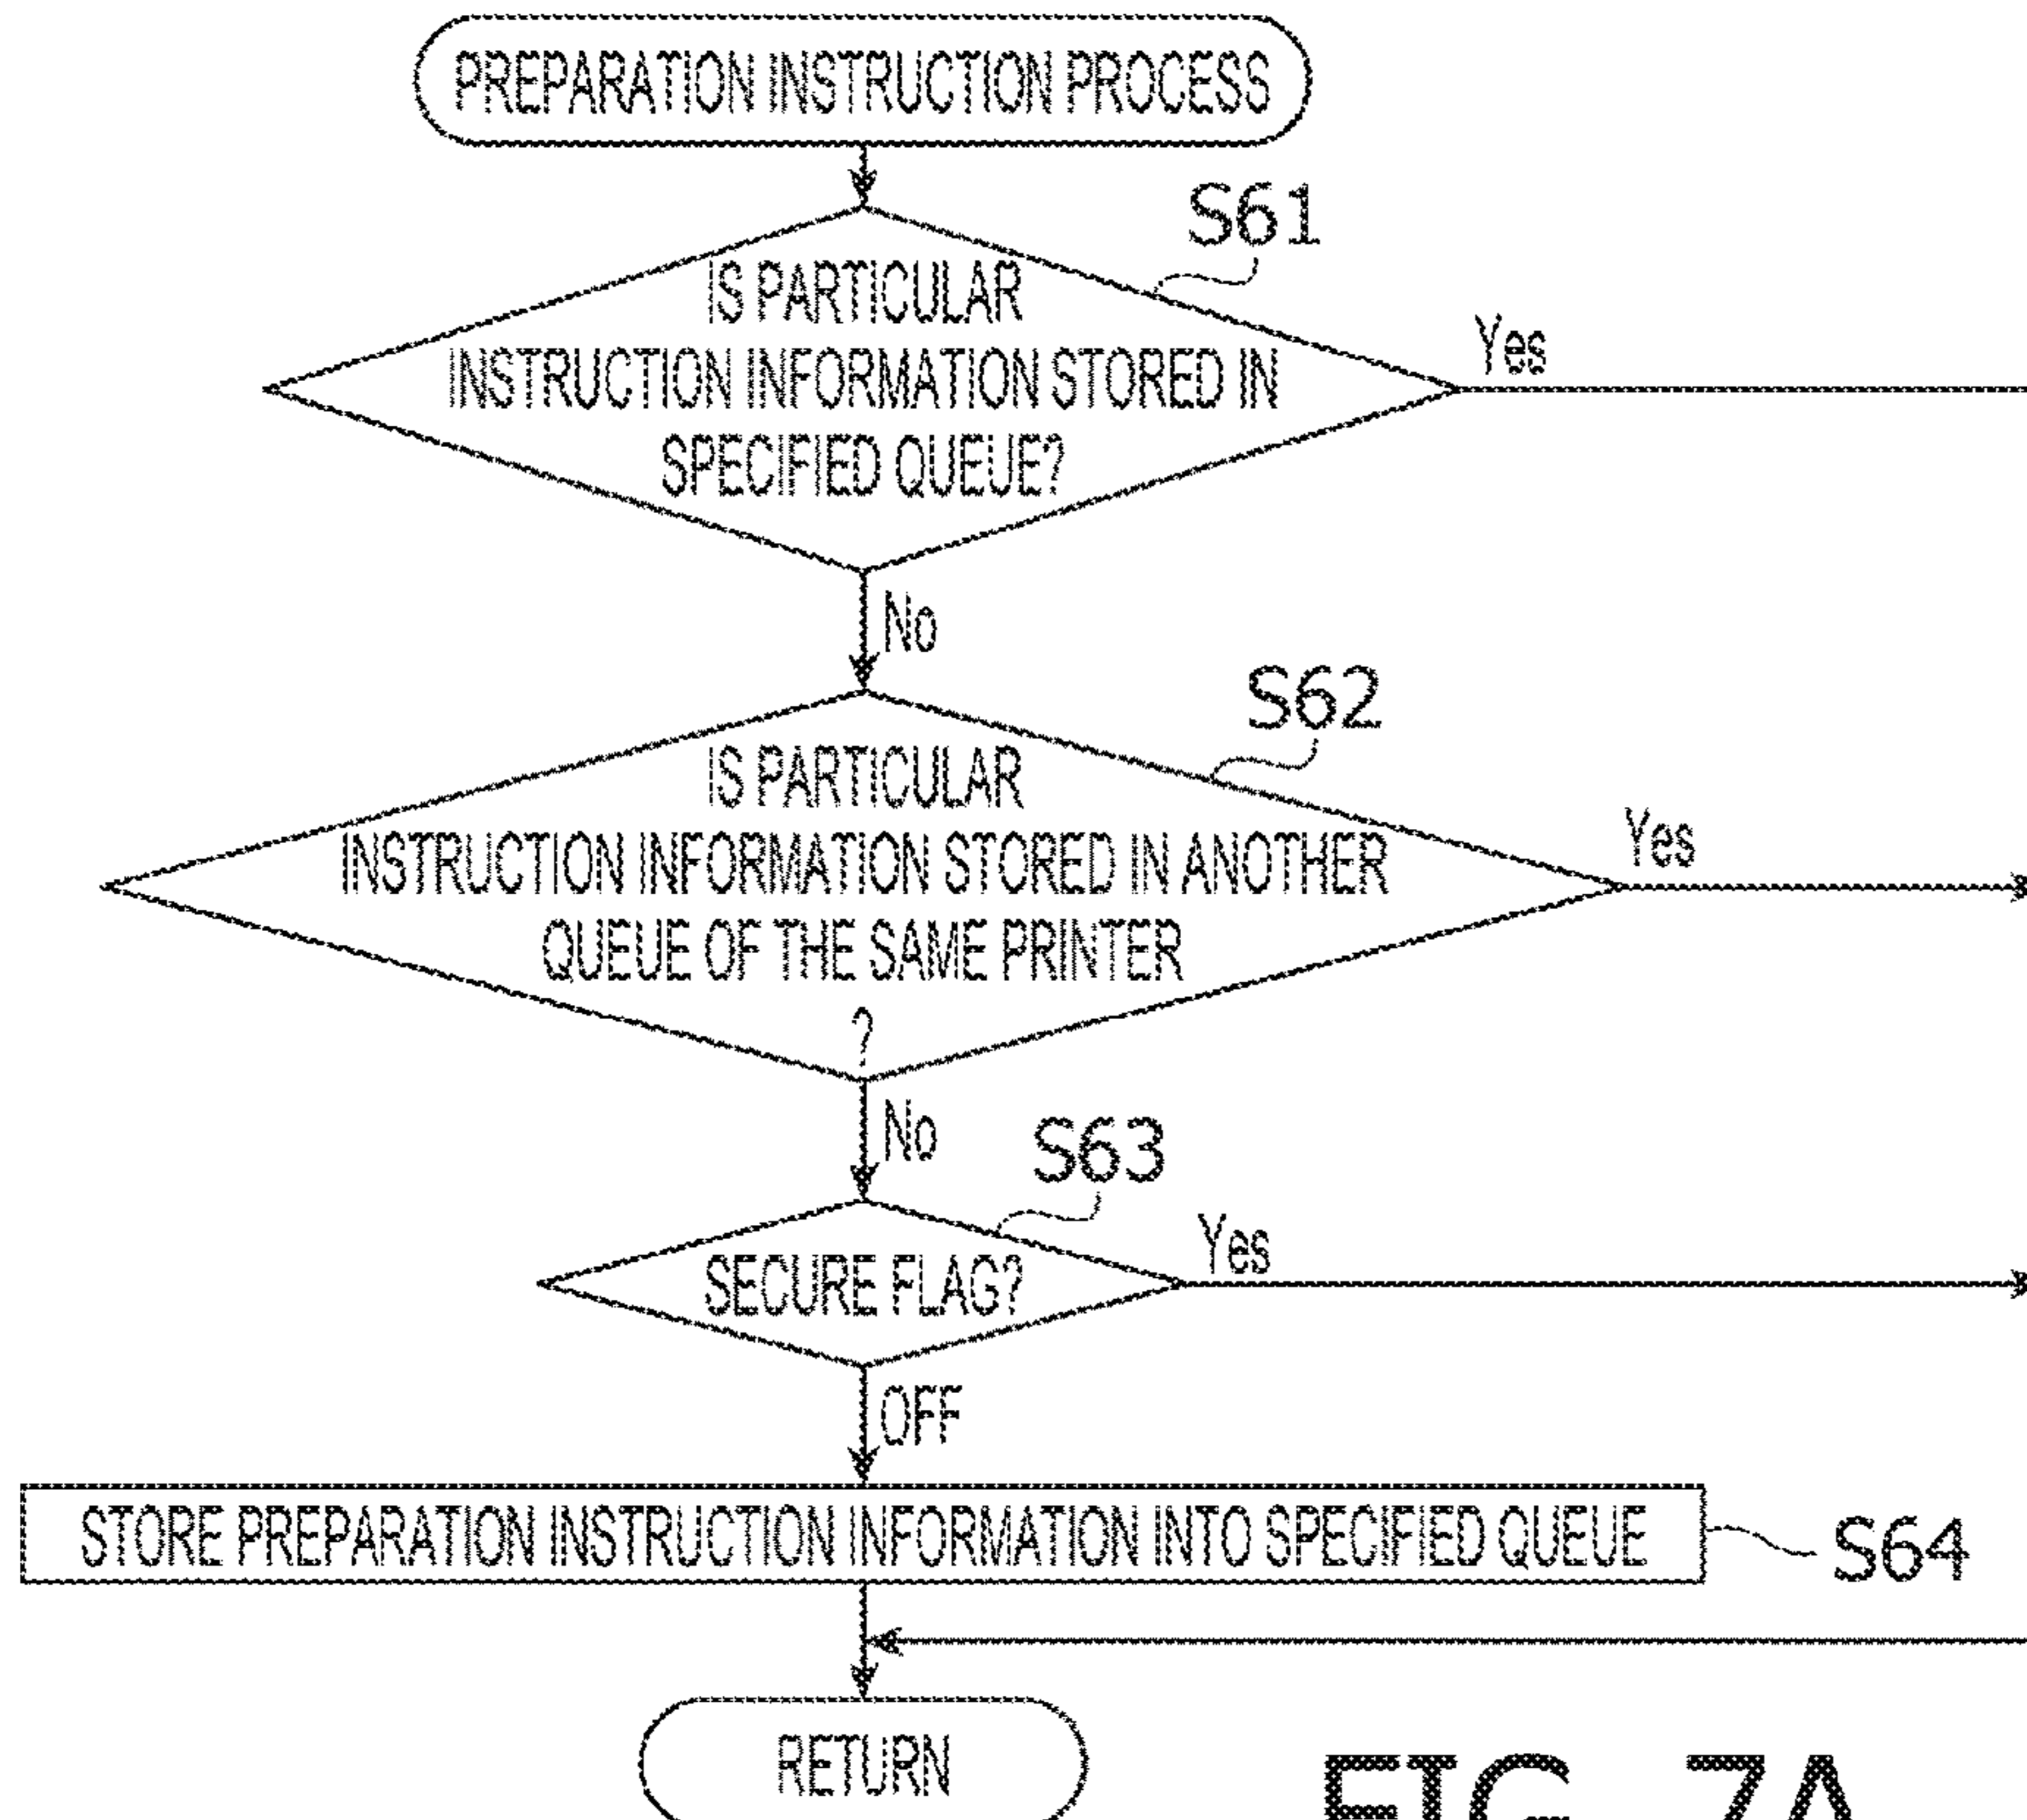 PREPARATION INSTRUCTION PROCESS
S61
IS PARTICULAR
INSTRUCTION INFORMATION STORED IN
SPECIFIED QUEUE?
Yes
No
S62
IS PARTICULAR
INSTRUCTION INFORMATION STORED IN ANOTHER
QUEUE OF THE SAME PRINTER
?
Yes
No
S63
SECURE FLAG?
Yes
OFF
STORE PREPARATION INSTRUCTION INFORMATION INTO SPECIFIED QUEUE
S64
RETURN
FIG. 7A